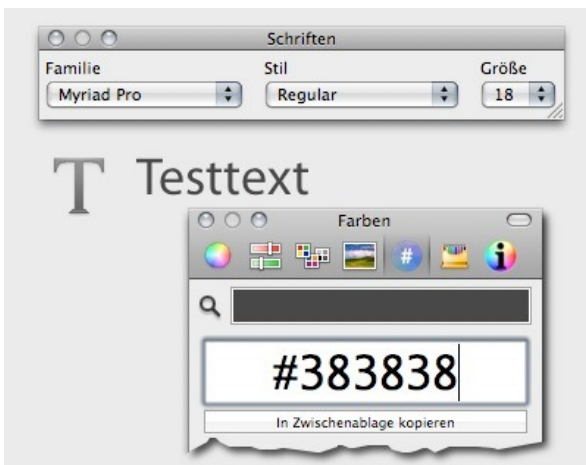 Schriften
Familie Stil Größe
Myriad Pro Regular 18
T Testtext
Farben
#
i
#383838
In Zwischenablage kopieren